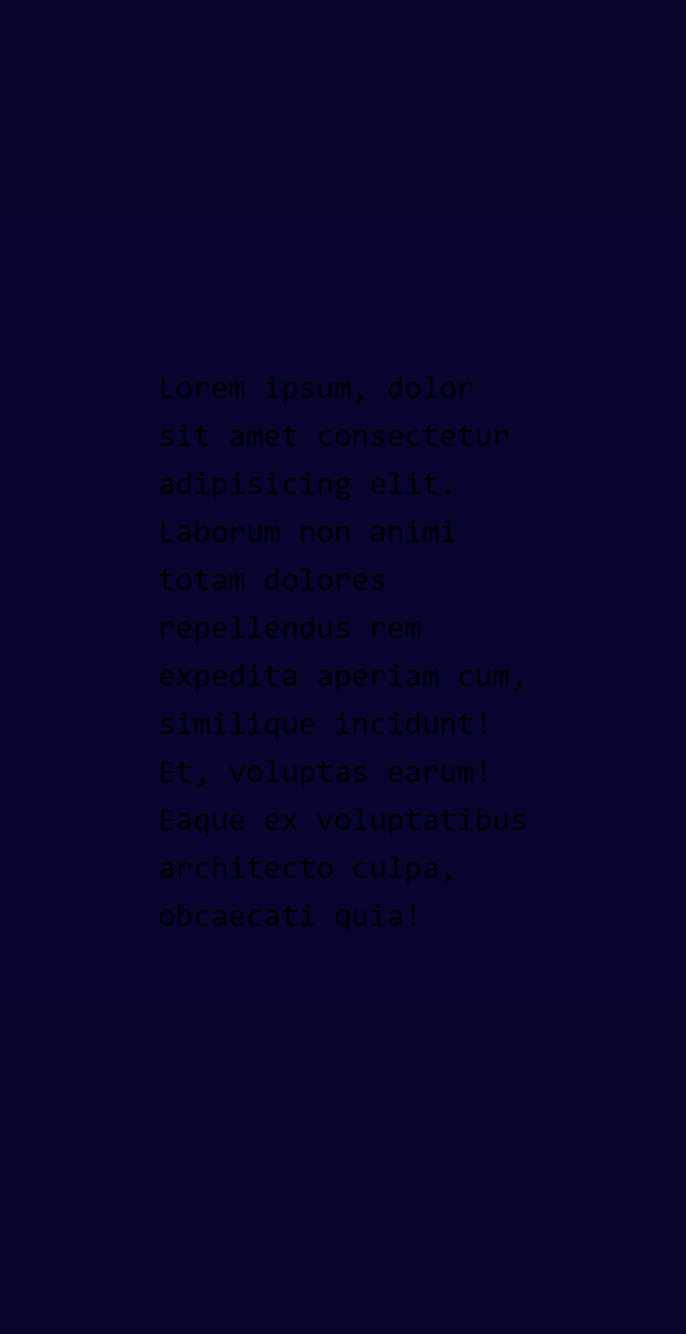 Lorem ipsum, dolor
sit amet consectetur
adipisicing elit.
Laborum non animi
totam dolores
repellendus rem
expedita aperiam cum,
similique incidunt!
Et, voluptas earum!
Eaque ex voluptatibus
architecto culpa,
obcaecati quia!